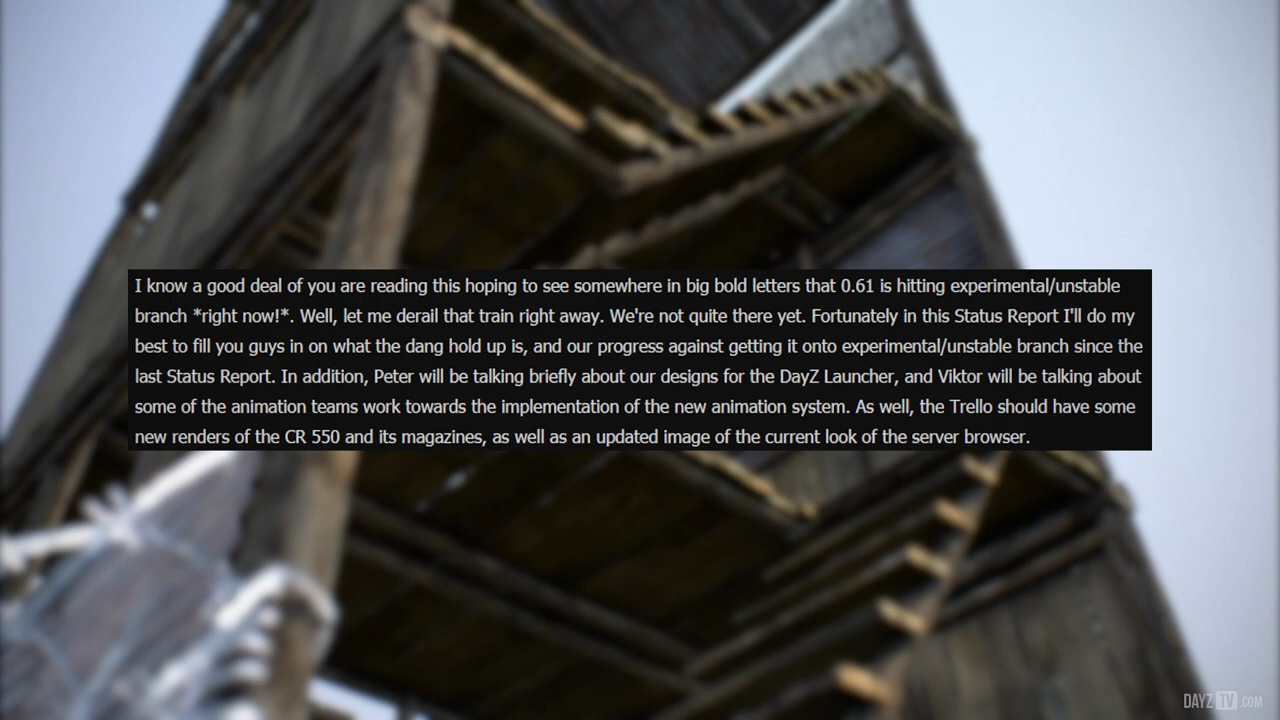 I know a good deal of you are reading this hoping to see somewhere in big bold letters that 0.61 is hitting experimental/unstable
branch *right now!*. Well, let me derail that train right away. We're not quite there yet. Fortunately in this Status Report I'll do my
best to fill you guys in on what the dang hold up is, and our progress against getting it onto experimental/unstable branch since the
last Status Report. In addition, Peter will be talking briefly about our designs for the DayZ Launcher, and Viktor will be talking about
some of the animation teams work towards the implementation of the new animation system. As well, the Trello should have some
new renders of the CR 550 and its magazines, as well as an updated image of the current look of the server browser.
DAYZ TV .COM